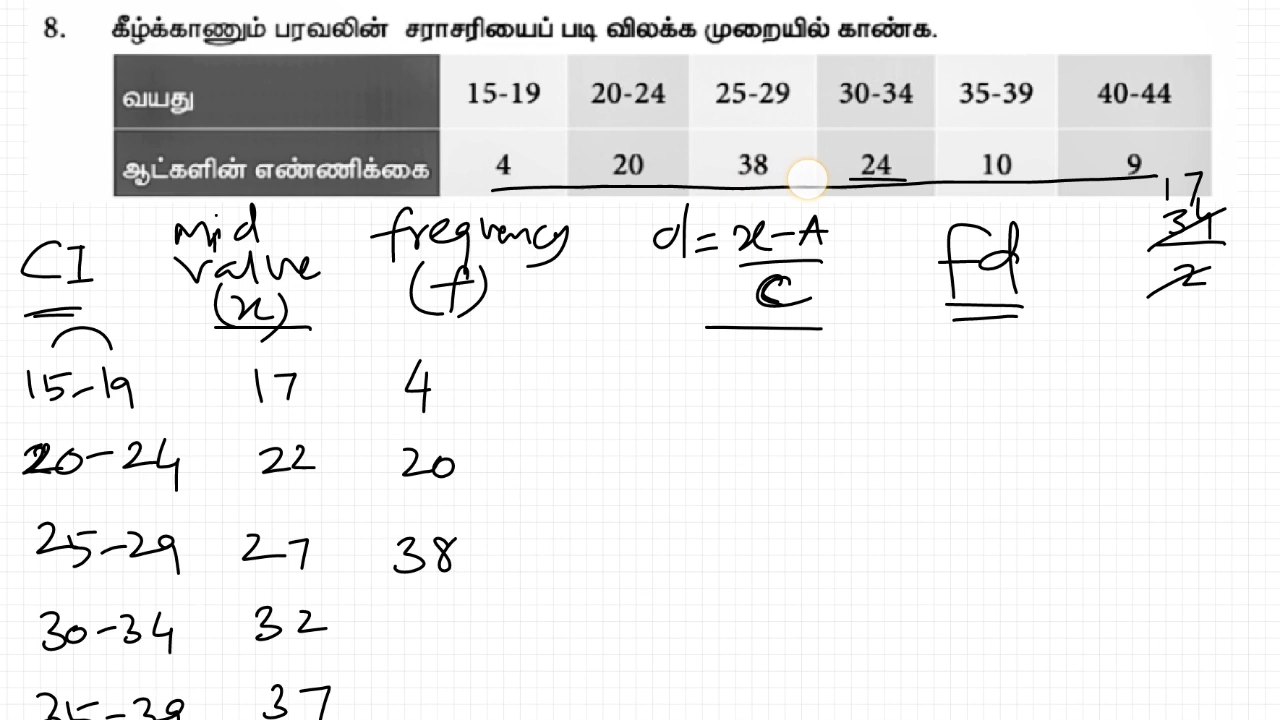 8. கீழ்க்காணும் பரவலின் சராசரியைப் படி விலக்க முறையில் காண்க.
வயது 15-19 20-24 25-29 30-34 35-39 40-44
ஆட்களின் எண்ணிக்கை 4 20 38 24 10 9
CI mid value (x) frequency (f) d = x-A / C fd 17 34 / 2
15-19 17 4
20-24 22 20
25-29 27 38
30-34 32
35-39 37